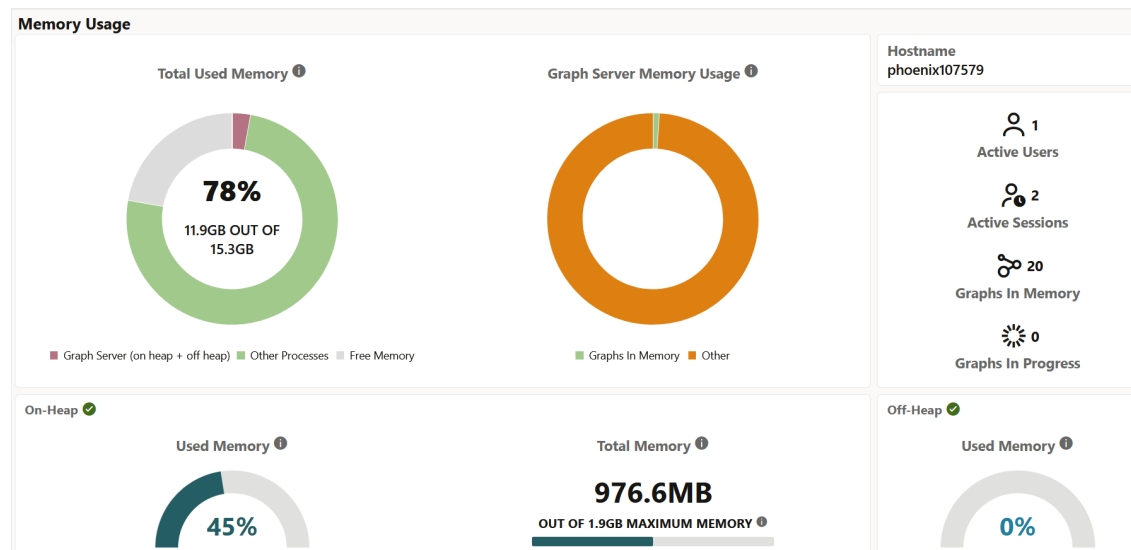 Memory Usage
Total Used Memory
78%
11.9GB OUT OF
15.3GB
Graph Server (on heap + off heap) Other Processes Free Memory
Graph Server Memory Usage
Graphs In Memory Other
Hostname
phoenix107579
1
Active Users
2
Active Sessions
20
Graphs In Memory
0
Graphs In Progress
On-Heap
Used Memory
45%
Total Memory
976.6MB
OUT OF 1.9GB MAXIMUM MEMORY
Off-Heap
Used Memory
0%